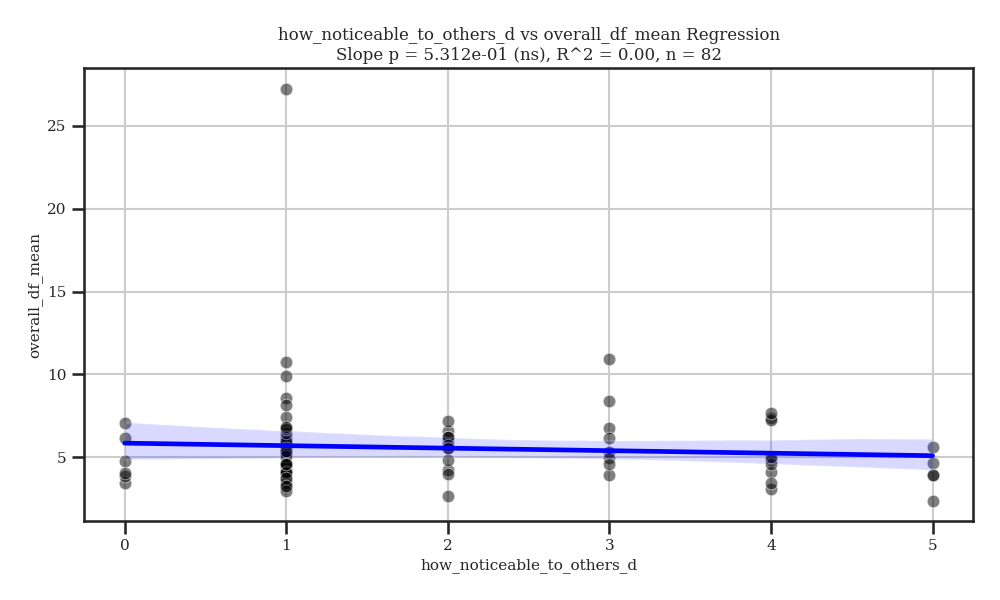 how_noticeable_to_others_d vs overall_df_mean Regression
Slope p = 5.312e-01 (ns), R^2 = 0.00, n = 82
overall_df_mean
25
20
15
10
5
0 1 2 3 4 5
how_noticeable_to_others_d